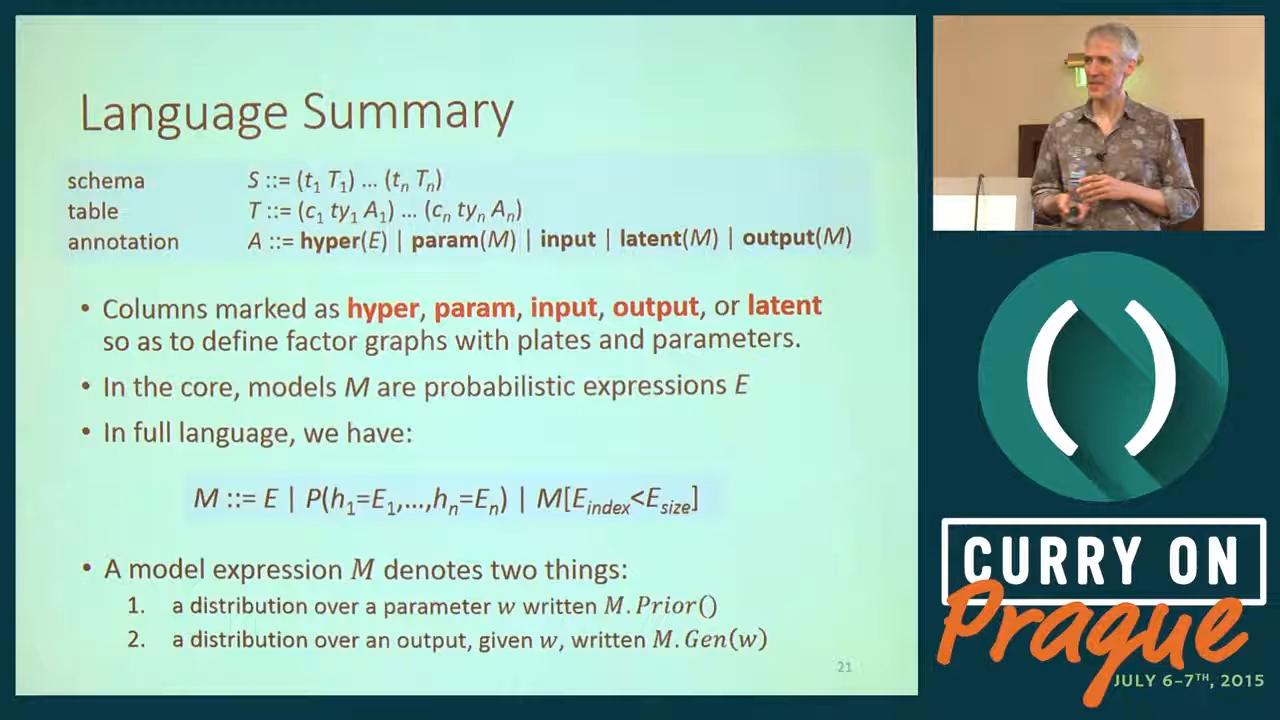 Language Summary
schema S ::= (t₁ T₁) … (tₙ Tₙ)
table T ::= (c₁ ty₁ A₁) … (cₙ tyₙ Aₙ)
annotation A ::= hyper(E) | param(M) | input | latent(M) | output(M)
• Columns marked as hyper, param, input, output, or latent
so as to define factor graphs with plates and parameters.
• In the core, models M are probabilistic expressions E
• In full language, we have:
M ::= E | P(h₁=E₁,…,hₙ=Eₙ) | M[E_index<E_size]
• A model expression M denotes two things:
1. a distribution over a parameter w written M.Prior()
2. a distribution over an output, given w, written M.Gen(w)
21
()
CURRY ON
Prague
JULY 6–7TH, 2015